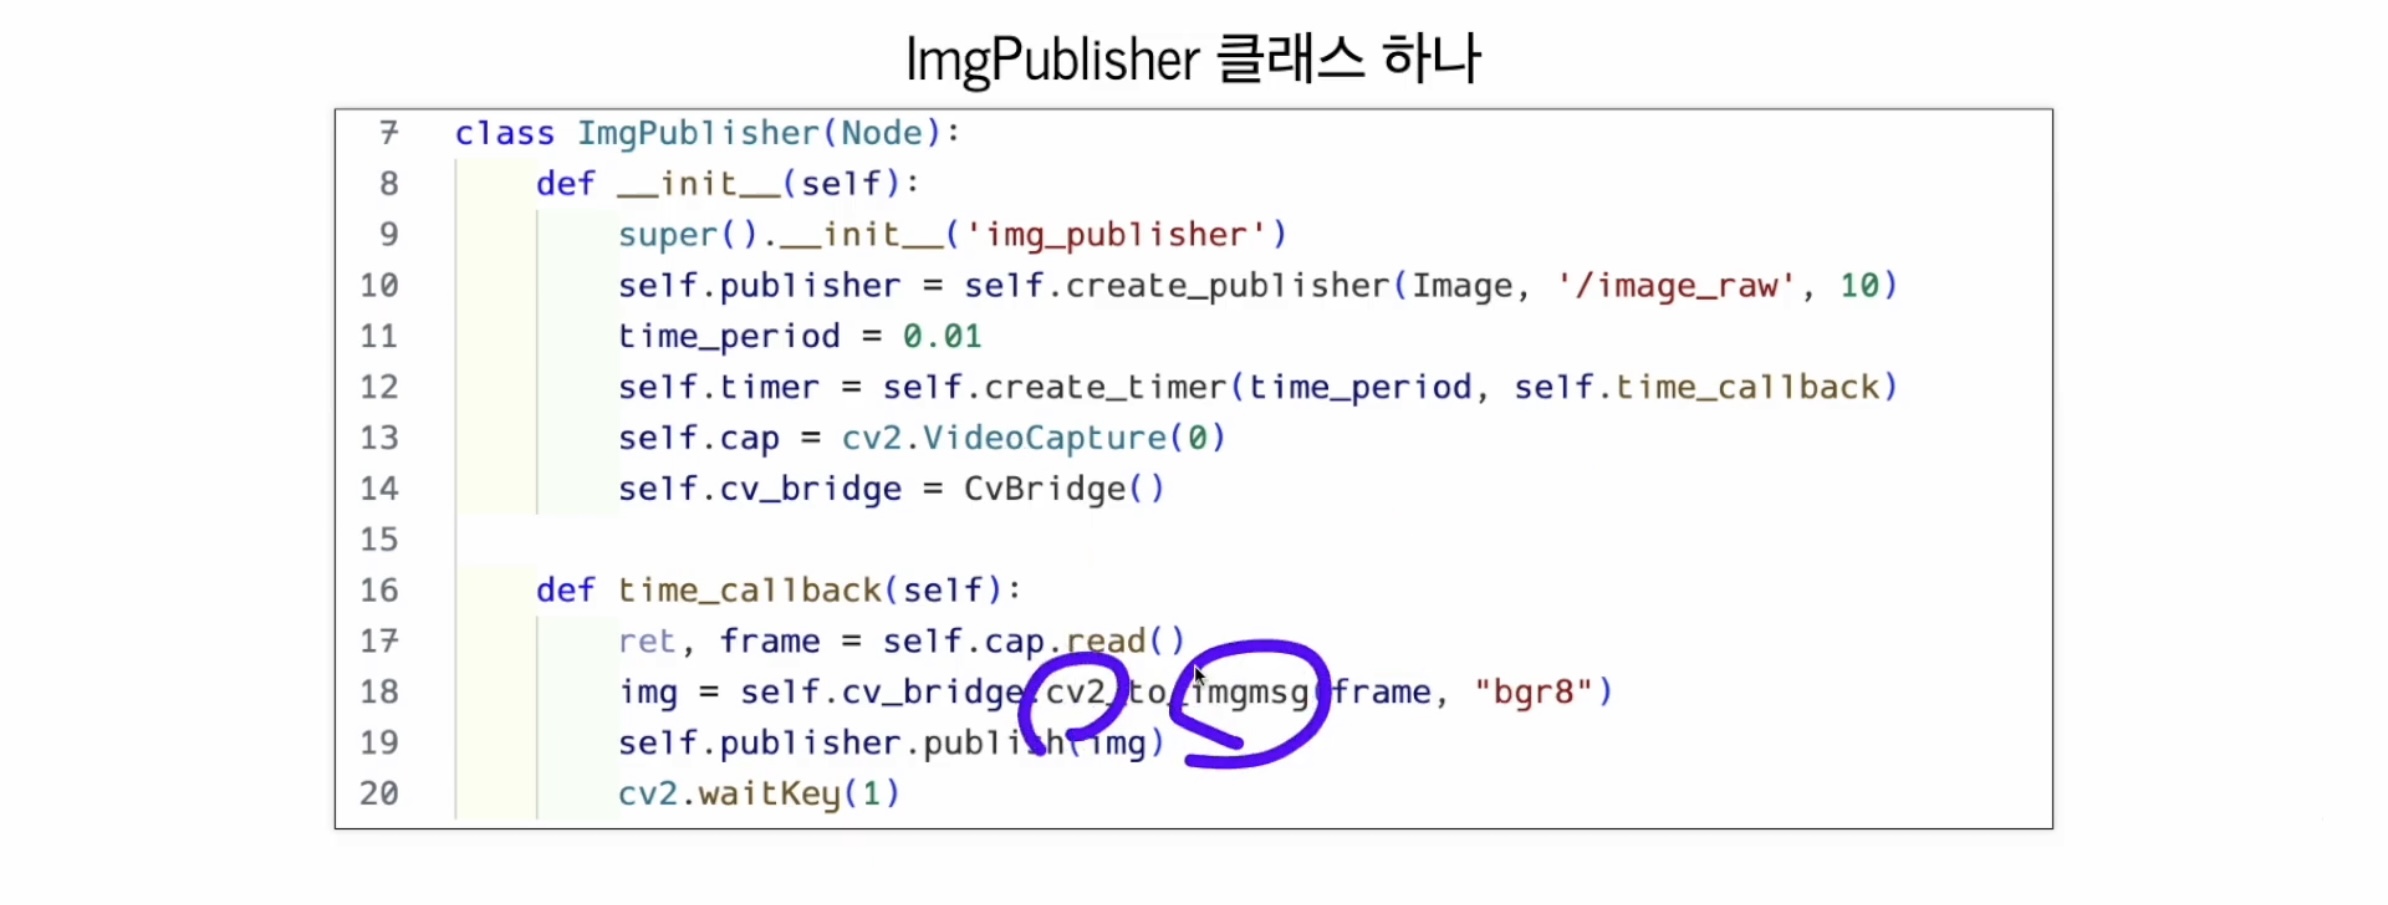 ImgPublisher 클래스 하나
7 class ImgPublisher(Node):
8 def __init__(self):
9 super().__init__('img_publisher')
10 self.publisher = self.create_publisher(Image, '/image_raw', 10)
11 time_period = 0.01
12 self.timer = self.create_timer(time_period, self.time_callback)
13 self.cap = cv2.VideoCapture(0)
14 self.cv_bridge = CvBridge()
15
16 def time_callback(self):
17 ret, frame = self.cap.read()
18 img = self.cv_bridge.cv2_to_imgmsg(frame, "bgr8")
19 self.publisher.publish(img)
20 cv2.waitKey(1)